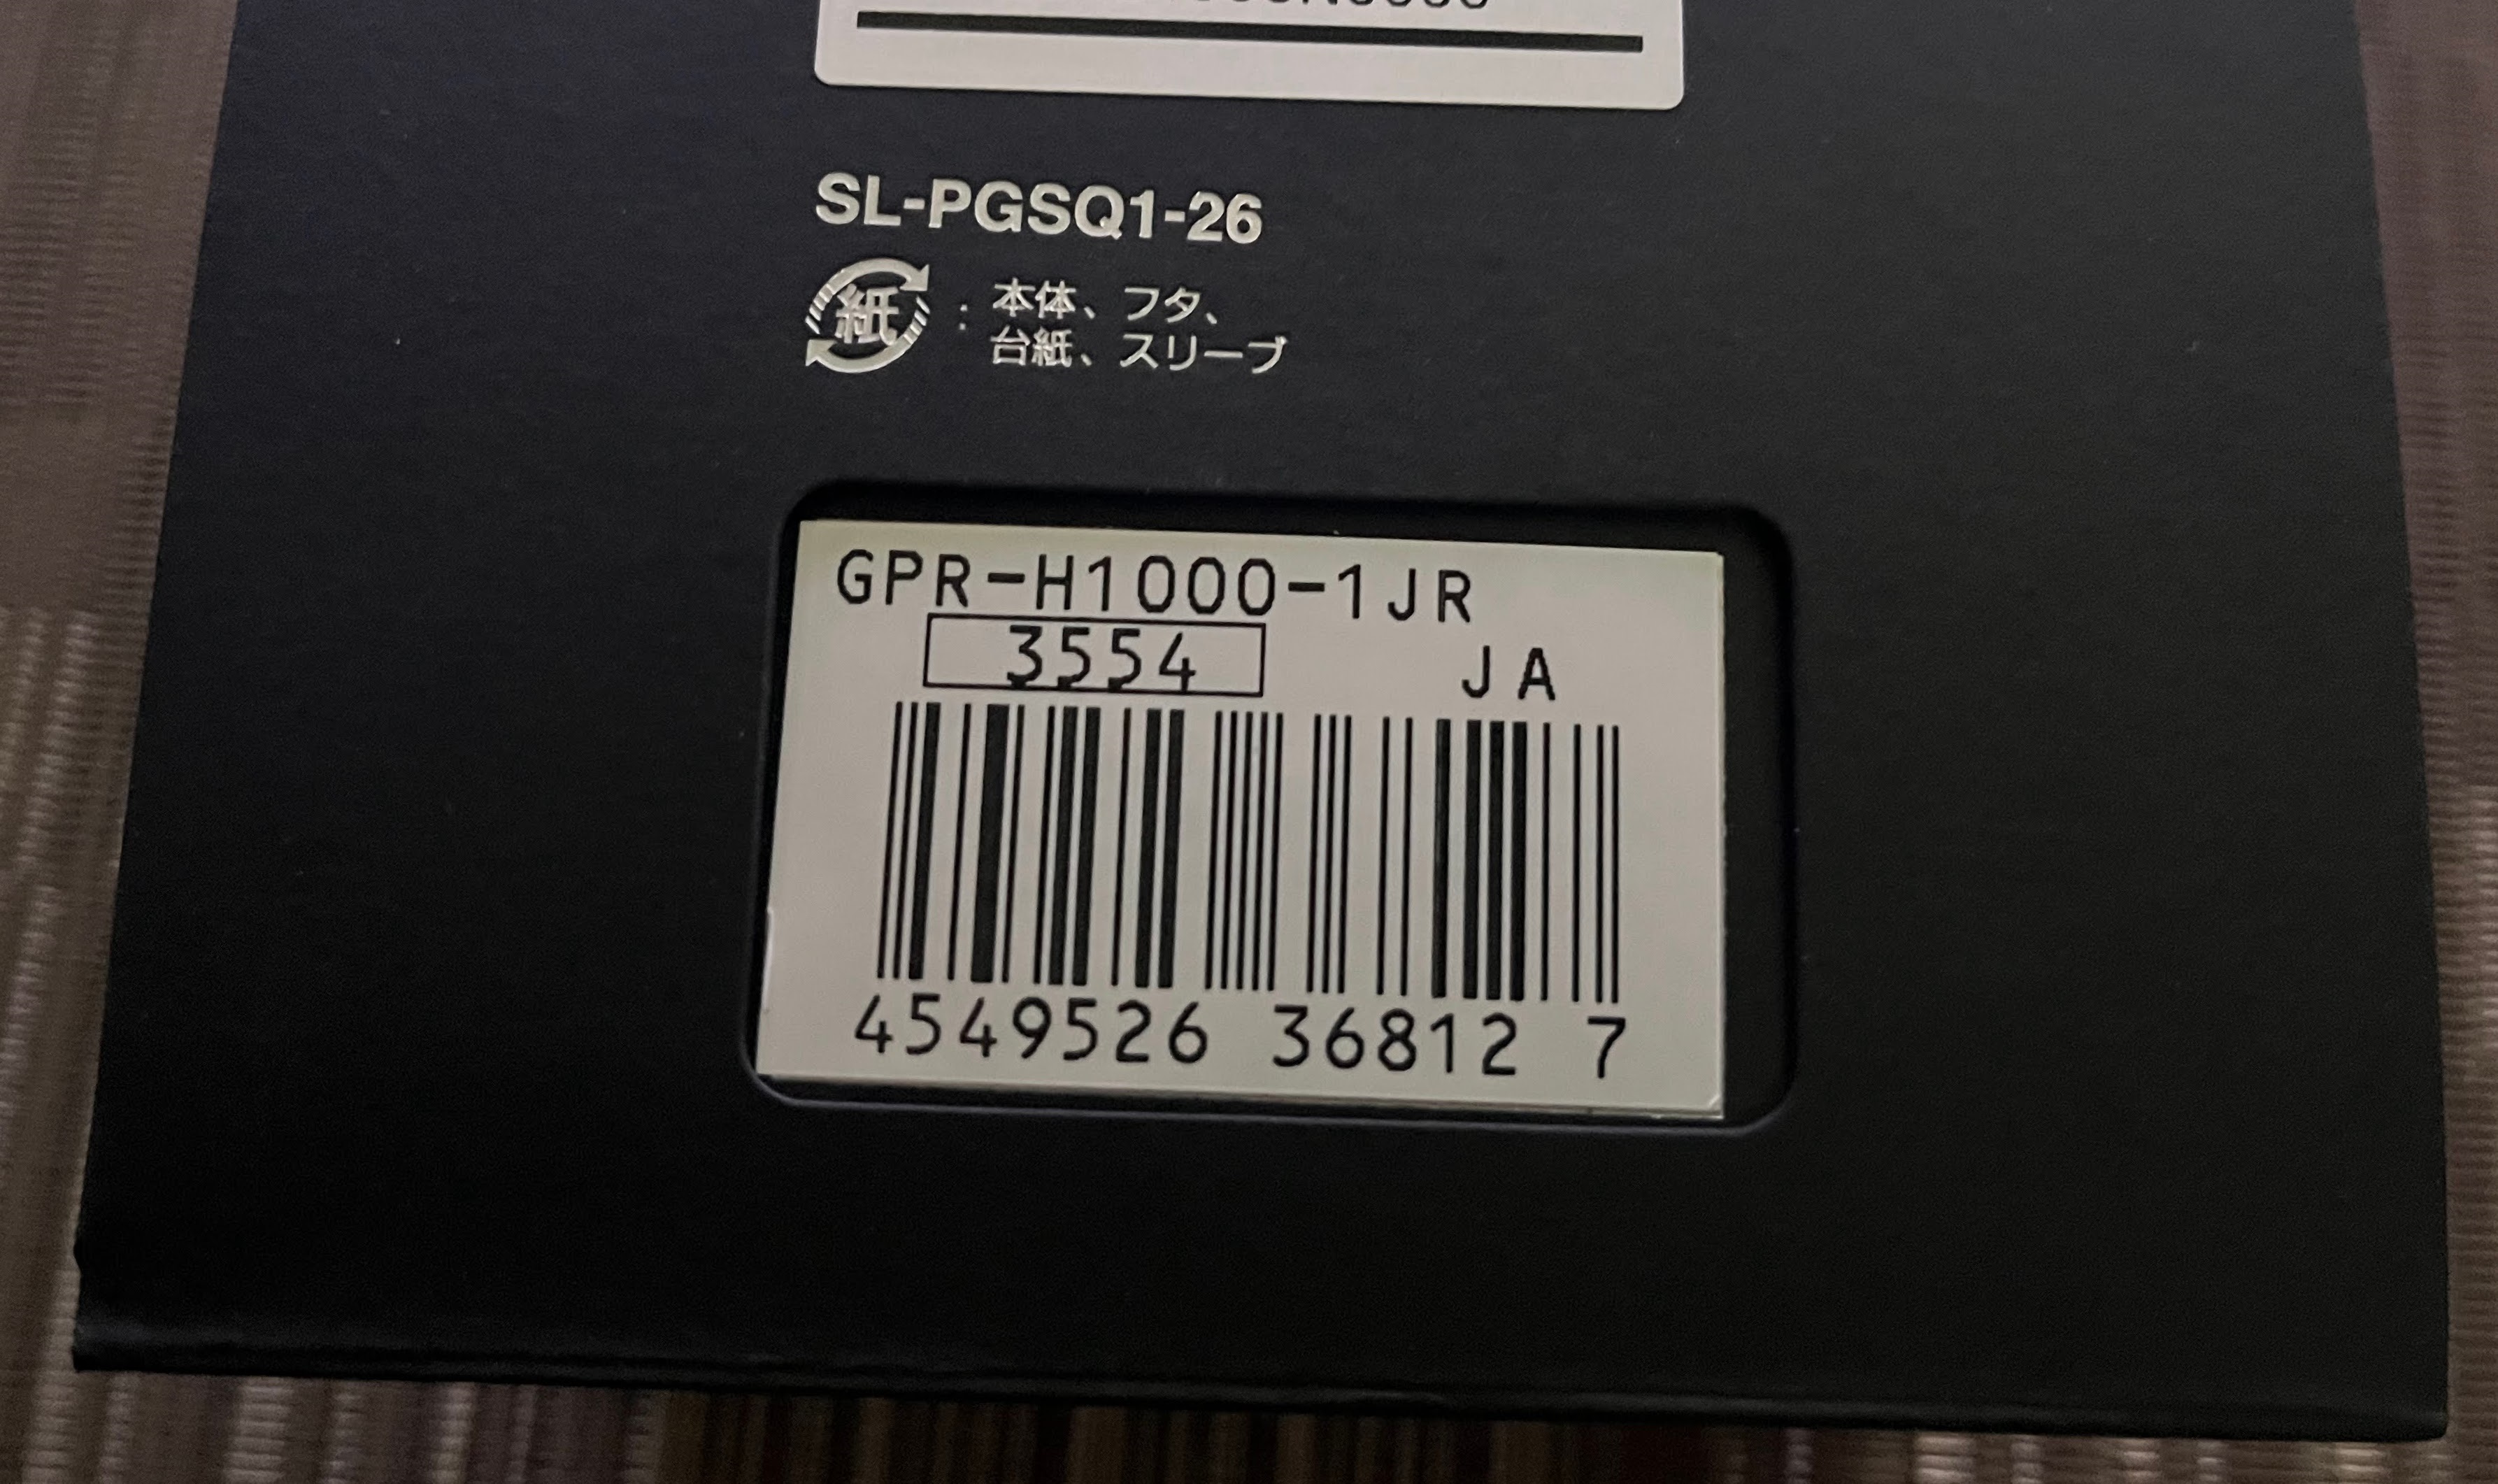 SL-PGSQ1-26
紙 : 本体、フタ、
台紙、スリーブ
GPR-H1000-1JR
3554 JA
4549526 36812 7